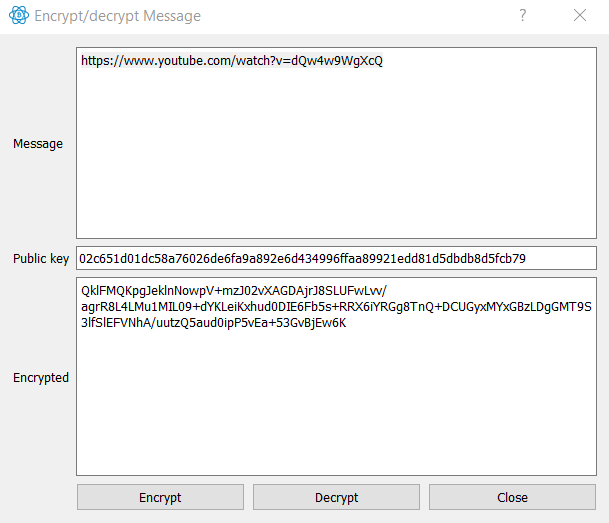 Encrypt/decrypt Message
?
Message
https://www.youtube.com/watch?v=dQw4w9WgXcQ
Public key
02c651d01dc58a76026de6fa9a892e6d434996ffaa89921edd81d5dbdb8d5fcb79
Encrypted
QklFMQKpgJeklnNowpV+mzJ02vXAGDAjrJ8SLUFwLvv/
agrR8L4LMu1MIL09+dYKLeiKxhud0DIE6Fb5s+RRX6iYRGg8TnQ+DCUGyxMYxGBzLDgGMT9S
3lfSlEFVNhA/uutzQ5aud0ipP5vEa+53GvBjEw6K
Encrypt
Decrypt
Close